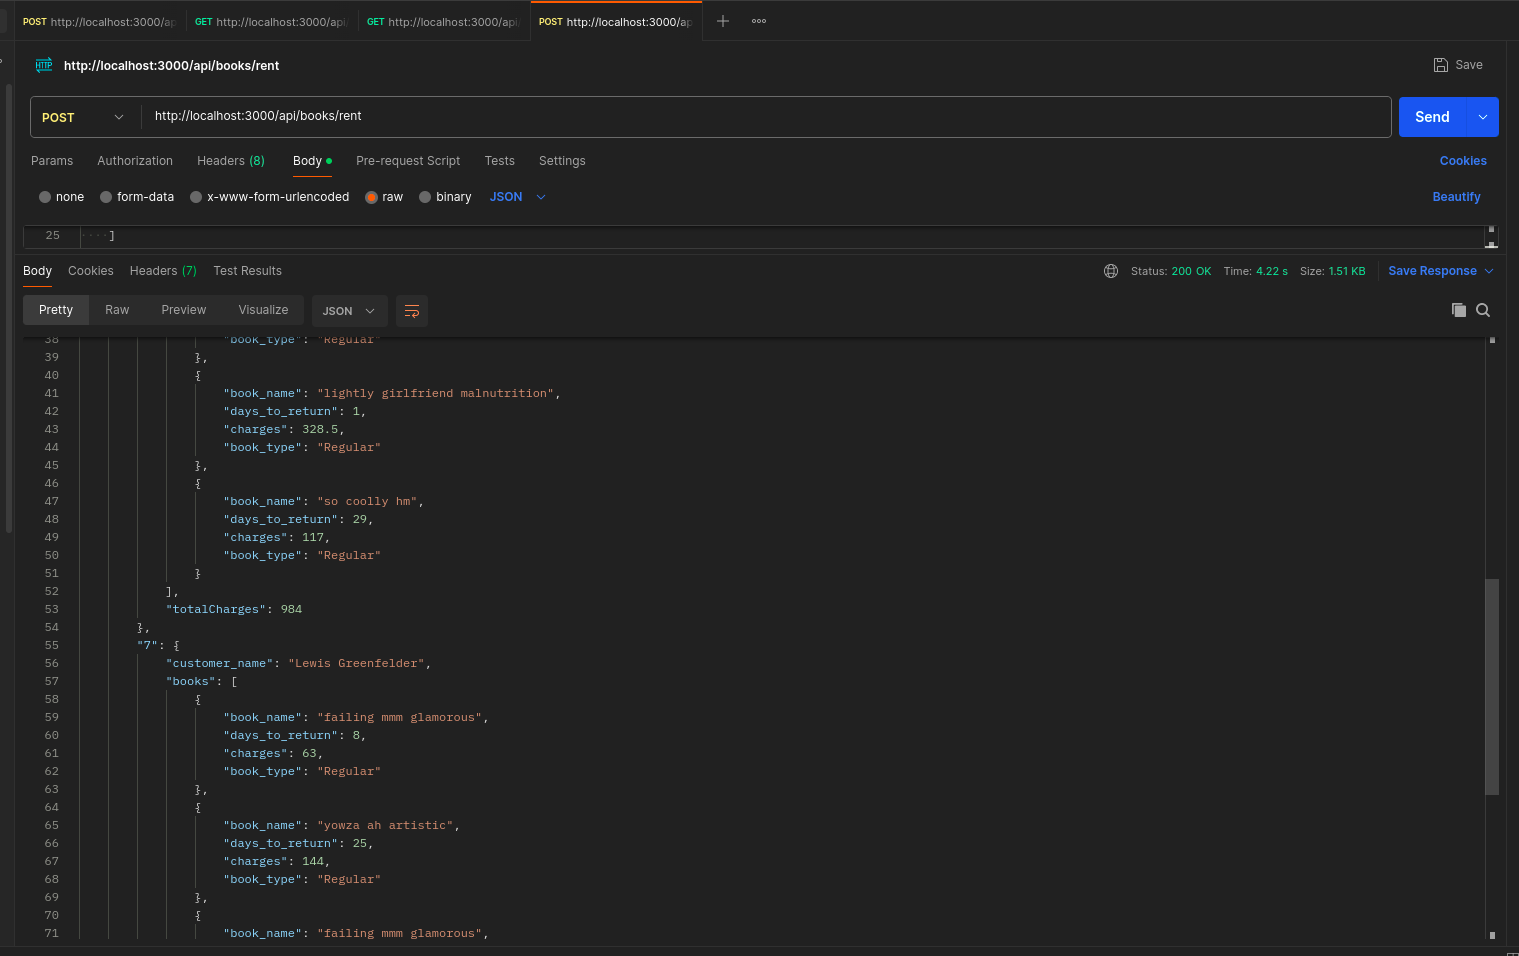 POST http://localhost:3000/ap GET http://localhost:3000/api/ GET http://localhost:3000/api/ POST http://localhost:3000/ap
HTTP http://localhost:3000/api/books/rent Save
POST http://localhost:3000/api/books/rent Send
Params Authorization Headers (8) Body Pre-request Script Tests Settings Cookies
none form-data x-www-form-urlencoded raw binary JSON Beautify
25 ]
Body Cookies Headers (7) Test Results Status: 200 OK Time: 4.22 s Size: 1.51 KB Save Response
Pretty Raw Preview Visualize JSON
38 "book_type": "Regular"
39 },
40 {
41 "book_name": "lightly girlfriend malnutrition",
42 "days_to_return": 1,
43 "charges": 328.5,
44 "book_type": "Regular"
45 },
46 {
47 "book_name": "so coolly hm",
48 "days_to_return": 29,
49 "charges": 117,
50 "book_type": "Regular"
51 }
52 ],
53 "totalCharges": 984
54 },
55 "7": {
56 "customer_name": "Lewis Greenfelder",
57 "books": [
58 {
59 "book_name": "failing mmm glamorous",
60 "days_to_return": 8,
61 "charges": 63,
62 "book_type": "Regular"
63 },
64 {
65 "book_name": "yowza ah artistic",
66 "days_to_return": 25,
67 "charges": 144,
68 "book_type": "Regular"
69 },
70 {
71 "book_name": "failing mmm glamorous",